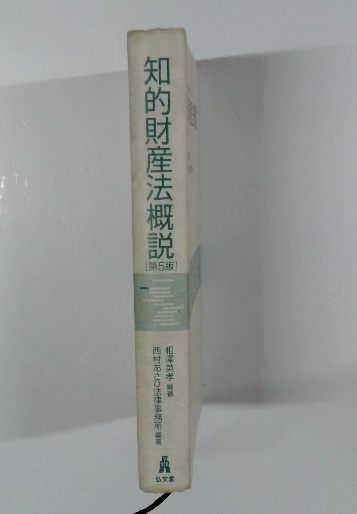 知的財産法概説
[第5版]
相澤英孝 編著
西村あさひ法律事務所 編著
弘文堂